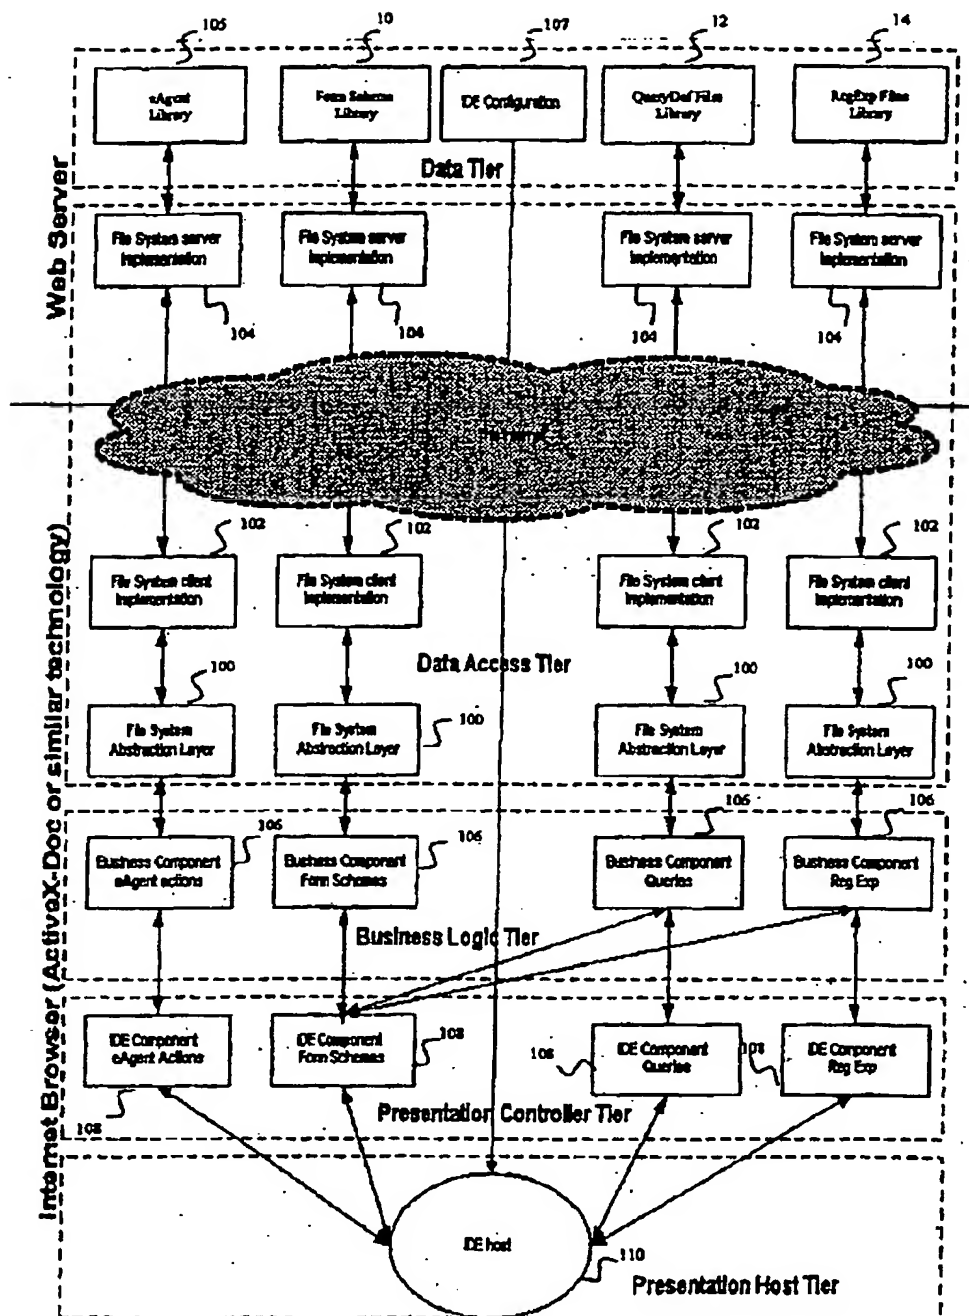 105 10 107 12 14
eAgent
Library
Form Scheme
Library
IDE Configuration
QueryDef Files
Library
RegExp Files
Library
Data Tier
Web Server
File System server
Implementation
File System server
Implementation
File System server
Implementation
File System server
Implementation
104 104 104 104
102 102 102 102
File System client
Implementation
File System client
Implementation
File System client
Implementation
File System client
Implementation
Data Access Tier
100 100 100 100
File System
Abstraction Layer
File System
Abstraction Layer
File System
Abstraction Layer
File System
Abstraction Layer
Internet Browser (ActiveX-Doc or similar technology)
106 106 106 106
Business Component
eAgent actions
Business Component
Form Schemes
Business Component
Queries
Business Component
Reg Exp
Business Logic Tier
IDE Component
eAgent Actions
IDE Component
Form Schemes
IDE Component
Queries
IDE Component
Reg Exp
108 108 108 108
Presentation Controller Tier
IDE host
110
Presentation Host Tier